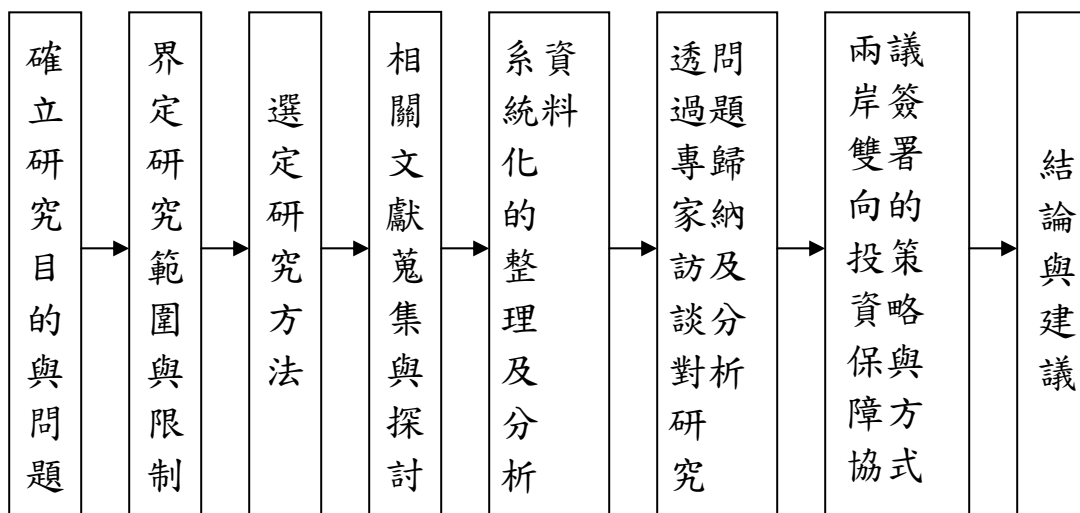 確立研究目的與問題
界定研究範圍與限制
選定研究方法
相關文獻蒐集與探討
系統化的整理及分析
資料
透過專家訪談對研究
問題歸納及分析
兩岸雙向投資保障協
議簽署的策略與方式
結論與建議